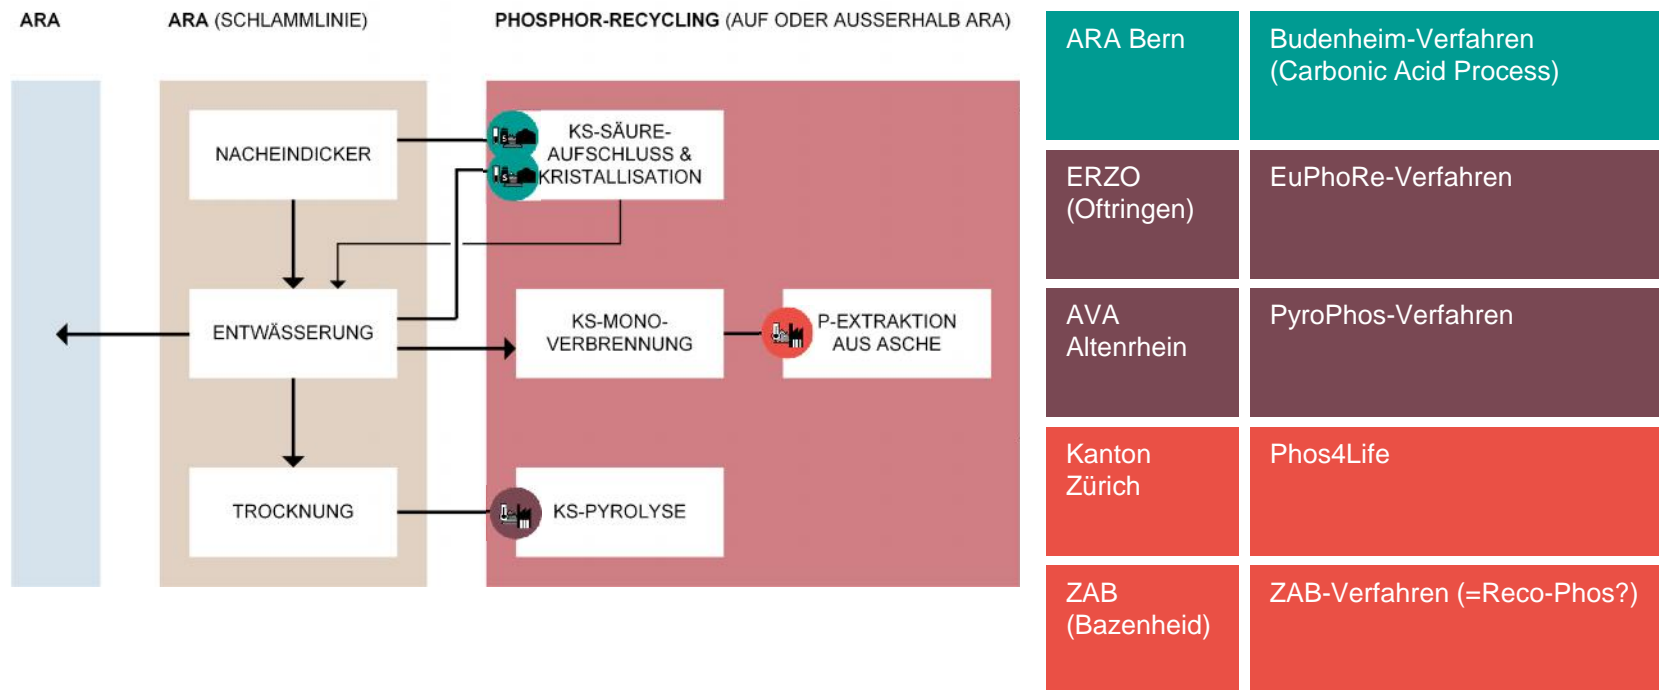 ARA
ARA (SCHLAMMLINIE)
PHOSPHOR-RECYCLING (AUF ODER AUSSERHALB ARA)
NACHEINDICKER
KS-SÄURE-
AUFSCHLUSS &
KRISTALLISATION
ENTWÄSSERUNG
KS-MONO-
VERBRENNUNG
P-EXTRAKTION
AUS ASCHE
TROCKNUNG
KS-PYROLYSE
ARA Bern
Budenheim-Verfahren
(Carbonic Acid Process)
ERZO
(Oftringen)
EuPhoRe-Verfahren
AVA
Altenrhein
PyroPhos-Verfahren
Kanton
Zürich
Phos4Life
ZAB
(Bazenheid)
ZAB-Verfahren (=Reco-Phos?)